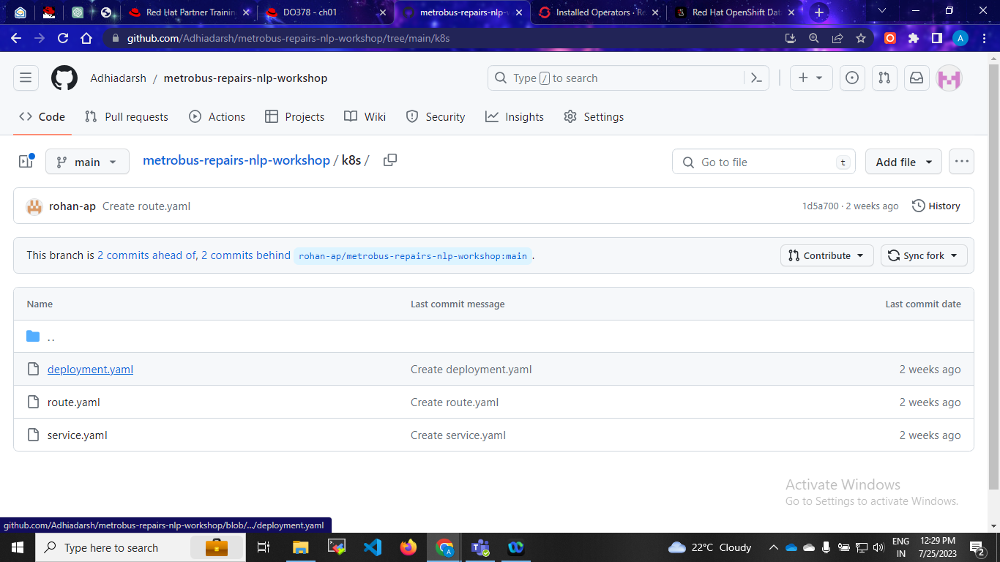 Red Hat Partner Training
DO378 - ch01
metrobus-repairs-nlp-w
Installed Operators · Re
Red Hat OpenShift Dat
github.com/Adhiadarsh/metrobus-repairs-nlp-workshop/tree/main/k8s
A
Adhiadarsh / metrobus-repairs-nlp-workshop
Type / to search
Code
Pull requests
Actions
Projects
Wiki
Security
Insights
Settings
main
metrobus-repairs-nlp-workshop / k8s /
Go to file
t
Add file
rohan-ap Create route.yaml
1d5a700 · 2 weeks ago
History
This branch is 2 commits ahead of, 2 commits behind rohan-ap/metrobus-repairs-nlp-workshop:main .
Contribute
Sync fork
Name Last commit message Last commit date
..
deployment.yaml Create deployment.yaml 2 weeks ago
route.yaml Create route.yaml 2 weeks ago
service.yaml Create service.yaml 2 weeks ago
Activate Windows
Go to Settings to activate Windows.
github.com/Adhiadarsh/metrobus-repairs-nlp-workshop/blob/.../deployment.yaml
Type here to search
22°C Cloudy
ENG
IN
12:29 PM
7/25/2023
2